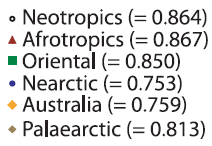 Neotropics (= 0.864)
Afrotropics (= 0.867)
Oriental (= 0.850)
Nearctic (= 0.753)
Australia (= 0.759)
Palaearctic (= 0.813)